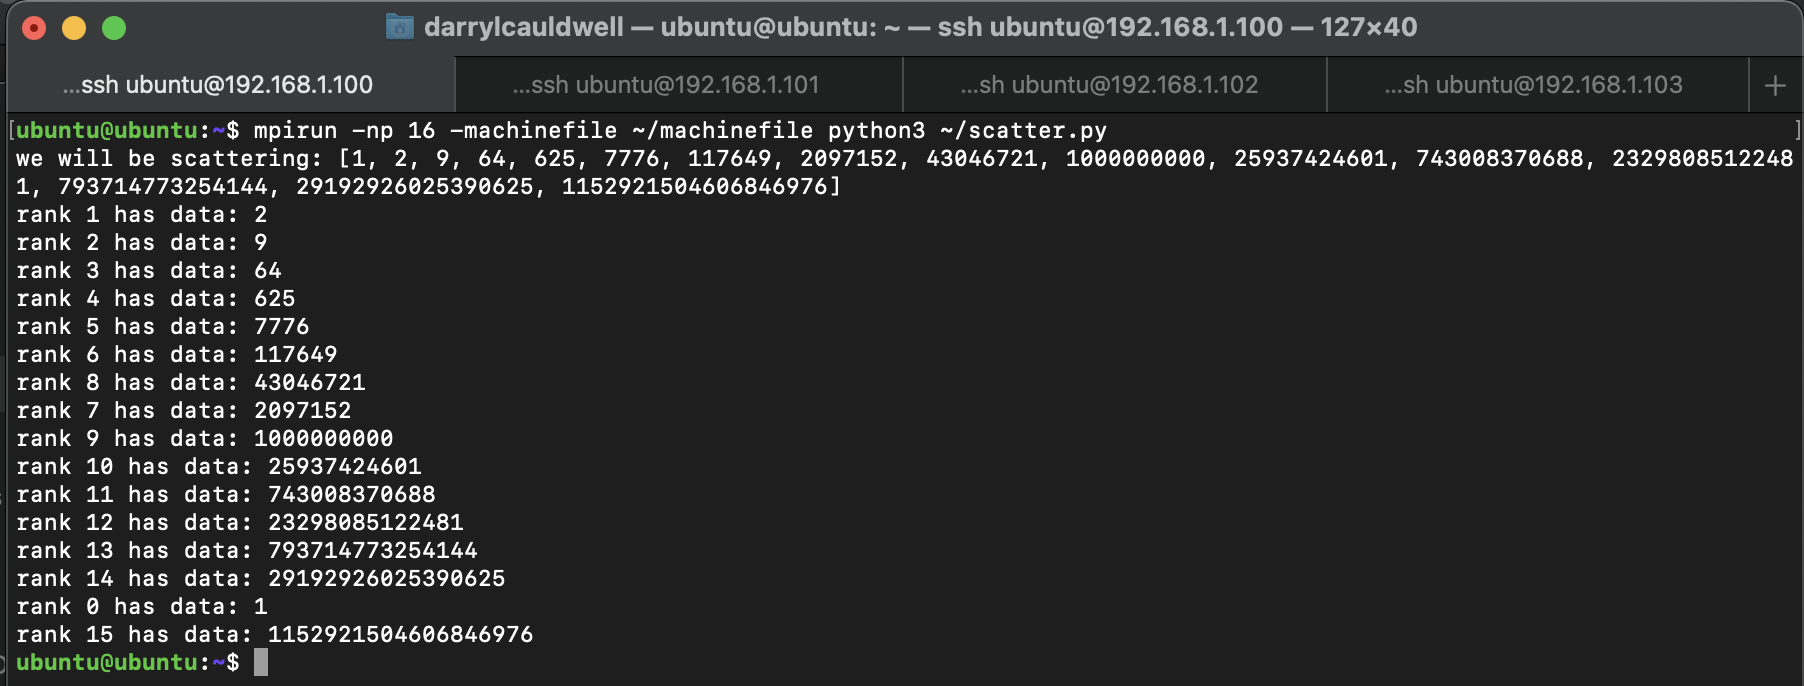 darrylcauldwell — ubuntu@ubuntu: ~ — ssh ubuntu@192.168.1.100 — 127×40
...ssh ubuntu@192.168.1.100 ...ssh ubuntu@192.168.1.101 ...sh ubuntu@192.168.1.102 ...sh ubuntu@192.168.1.103 +
[ubuntu@ubuntu:~$ mpirun -np 16 -machinefile ~/machinefile python3 ~/scatter.py ]
we will be scattering: [1, 2, 9, 64, 625, 7776, 117649, 2097152, 43046721, 1000000000, 25937424601, 743008370688, 2329808512248
1, 793714773254144, 29192926025390625, 1152921504606846976]
rank 1 has data: 2
rank 2 has data: 9
rank 3 has data: 64
rank 4 has data: 625
rank 5 has data: 7776
rank 6 has data: 117649
rank 8 has data: 43046721
rank 7 has data: 2097152
rank 9 has data: 1000000000
rank 10 has data: 25937424601
rank 11 has data: 743008370688
rank 12 has data: 23298085122481
rank 13 has data: 793714773254144
rank 14 has data: 29192926025390625
rank 0 has data: 1
rank 15 has data: 1152921504606846976
ubuntu@ubuntu:~$